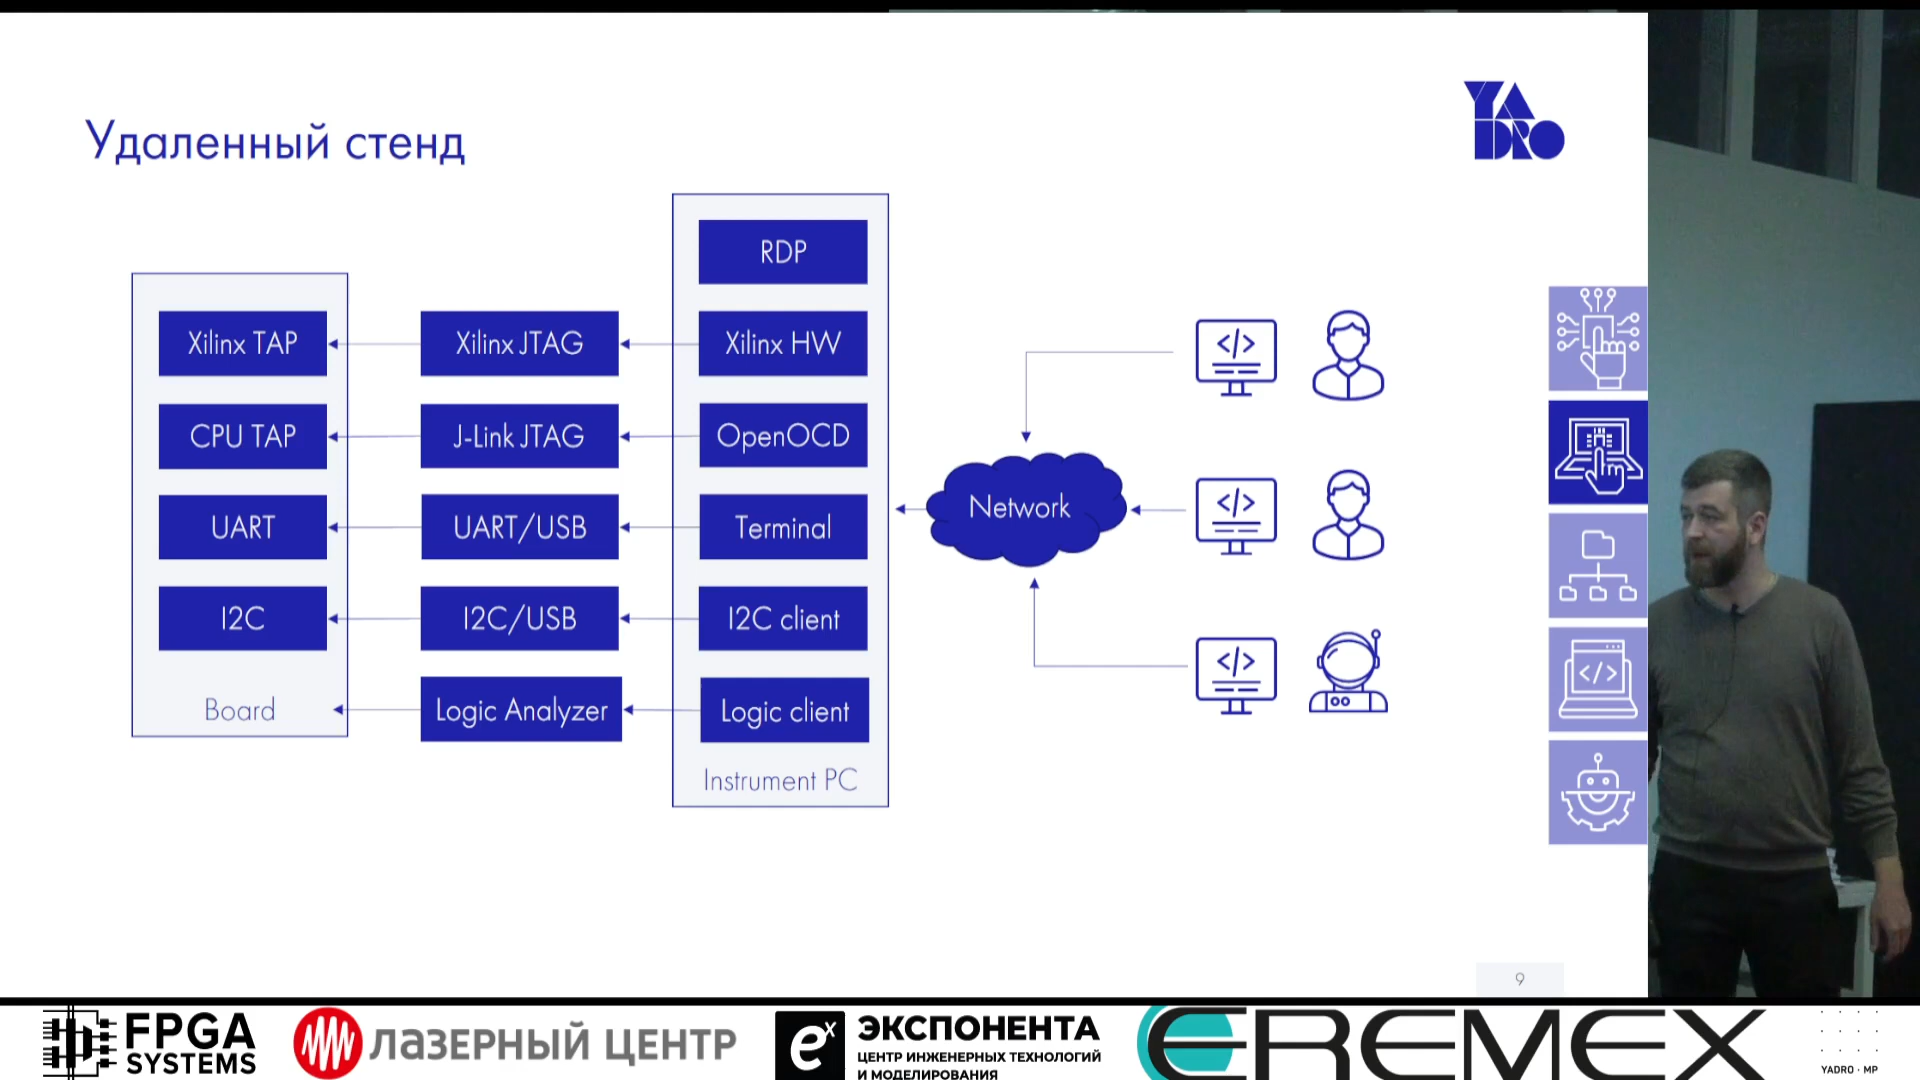 YADRO
Удаленный стенд
RDP
Xilinx TAP
Xilinx JTAG
Xilinx HW
</>
CPU TAP
J-Link JTAG
OpenOCD
UART
UART/USB
Terminal
Network
</>
I2C
I2C/USB
I2C client
</>
</>
Board
Logic Analyzer
Logic client
Instrument PC
9
FPGA
SYSTEMS
ЛАЗЕРНЫЙ ЦЕНТР
ex
ЭКСПОНЕНТА
ЦЕНТР ИНЖЕНЕРНЫХ ТЕХНОЛОГИЙ
И МОДЕЛИРОВАНИЯ
EREMEX
YADRO · MP